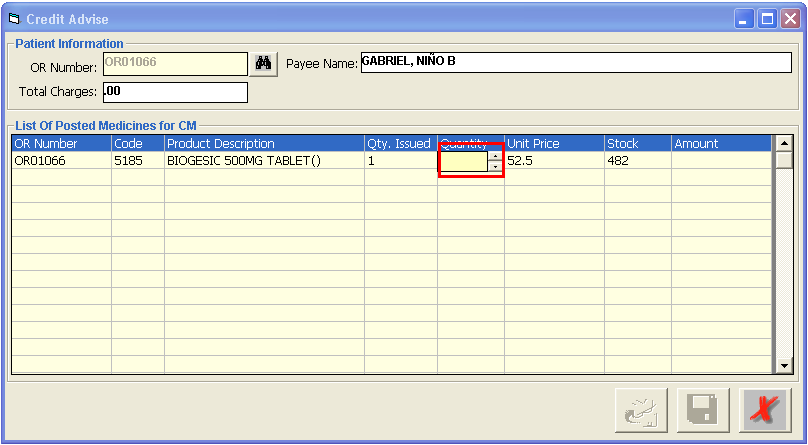 Credit Advise
Patient Information
OR Number: OR01066 Payee Name: GABRIEL, NIÑO B
Total Charges: .00
List Of Posted Medicines for CM
OR Number Code Product Description Qty. Issued Quantity Unit Price Stock Amount
OR01066 5185 BIOGESIC 500MG TABLET() 1 52.5 482